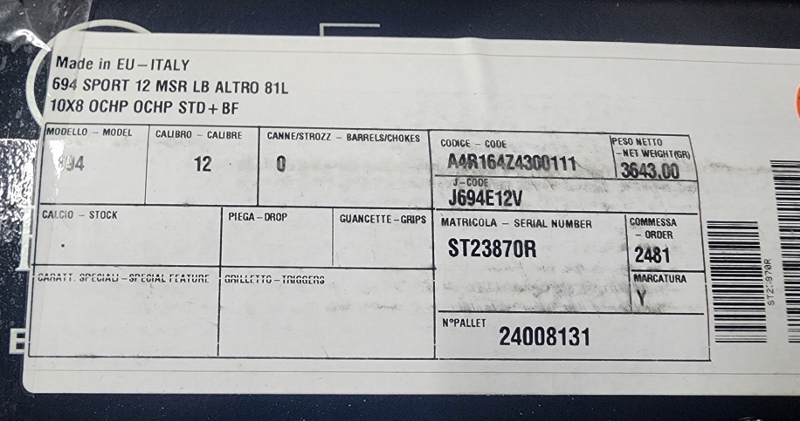 Made in EU-ITALY
694 SPORT 12 MSR LB ALTRO 81L
10X8 OCHP OCHP STD+BF
MODELLO - MODEL
694
CALIBRO - CALIBRE
12
CANNE/STROZZ - BARRELS/CHOKES
0
CODICE - CODE
A4R164Z4300111
PESO NETTO
-NET WEIGHT(GR)
3643,00
J-CODE
J694E12V
CALCIO - STOCK
.
PIEGA-DROP
GUANCETTE-GRIPS
MATRICOLA - SERIAL NUMBER
ST23870R
COMMESSA
- ORDER
2481
MARCATURA
Y
CARATT. SPECIALI-SPECIAL FEATURE
GRILLETTO-TRIGGERS
N°PALLET
24008131
ST23870R